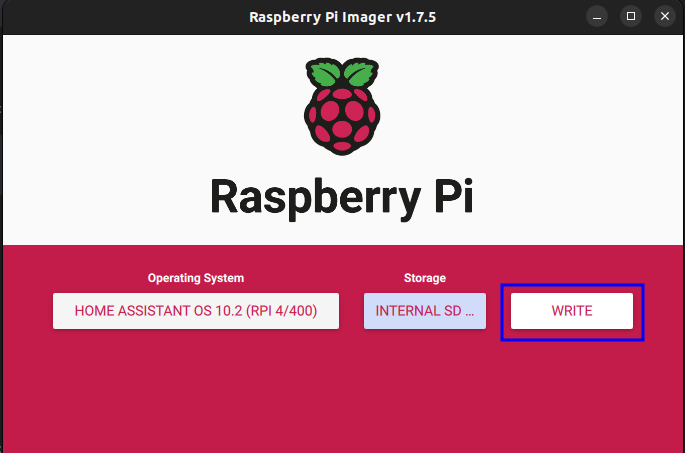 Raspberry Pi Imager v1.7.5
Raspberry Pi
Operating System
Storage
HOME ASSISTANT OS 10.2 (RPI 4/400)
INTERNAL SD ...
WRITE